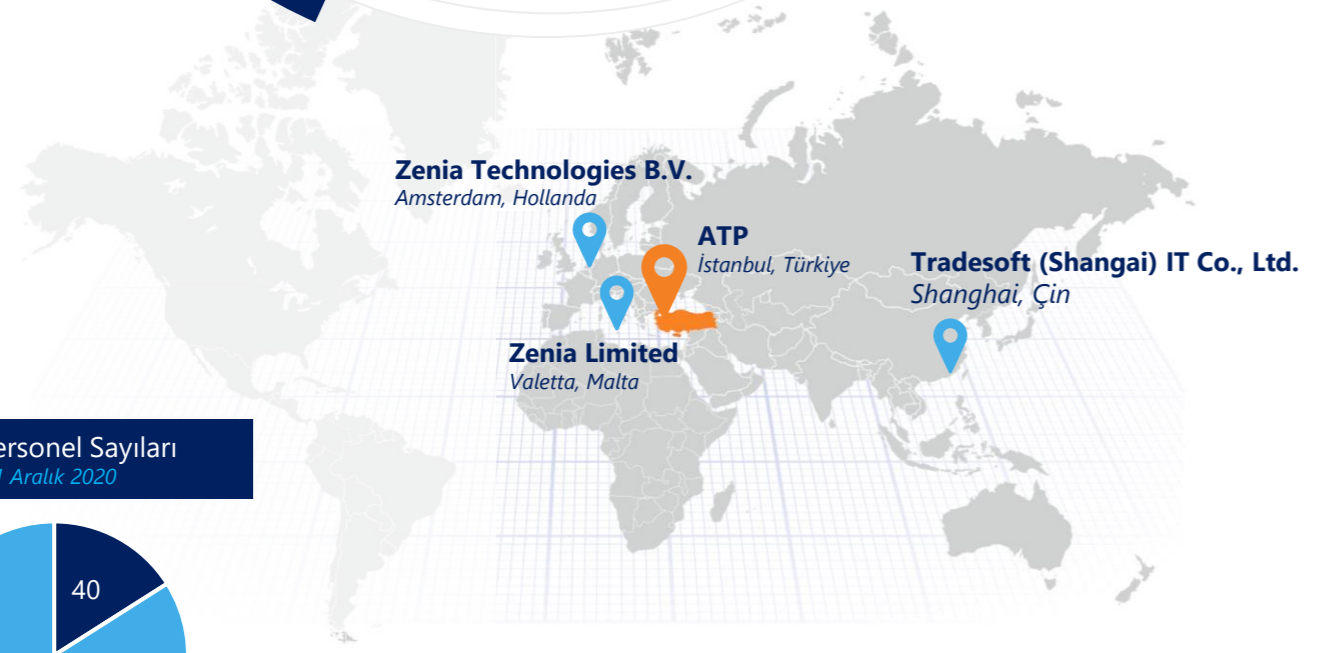 Zenia Technologies B.V.
Amsterdam, Hollanda
ATP
İstanbul, Türkiye
Tradesoft (Shangai) IT Co., Ltd.
Shanghai, Çin
Zenia Limited
Valetta, Malta
Sayıları
Aralık 2020
40